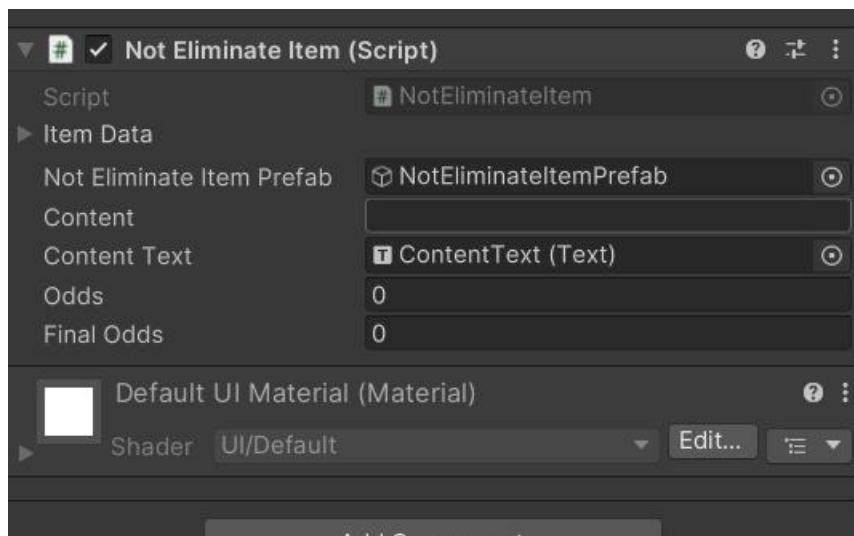 Not Eliminate Item (Script)
Script NotEliminateItem
Item Data
Not Eliminate Item Prefab NotEliminateItemPrefab
Content
Content Text ContentText (Text)
Odds 0
Final Odds 0
Default UI Material (Material)
Shader UI/Default Edit...